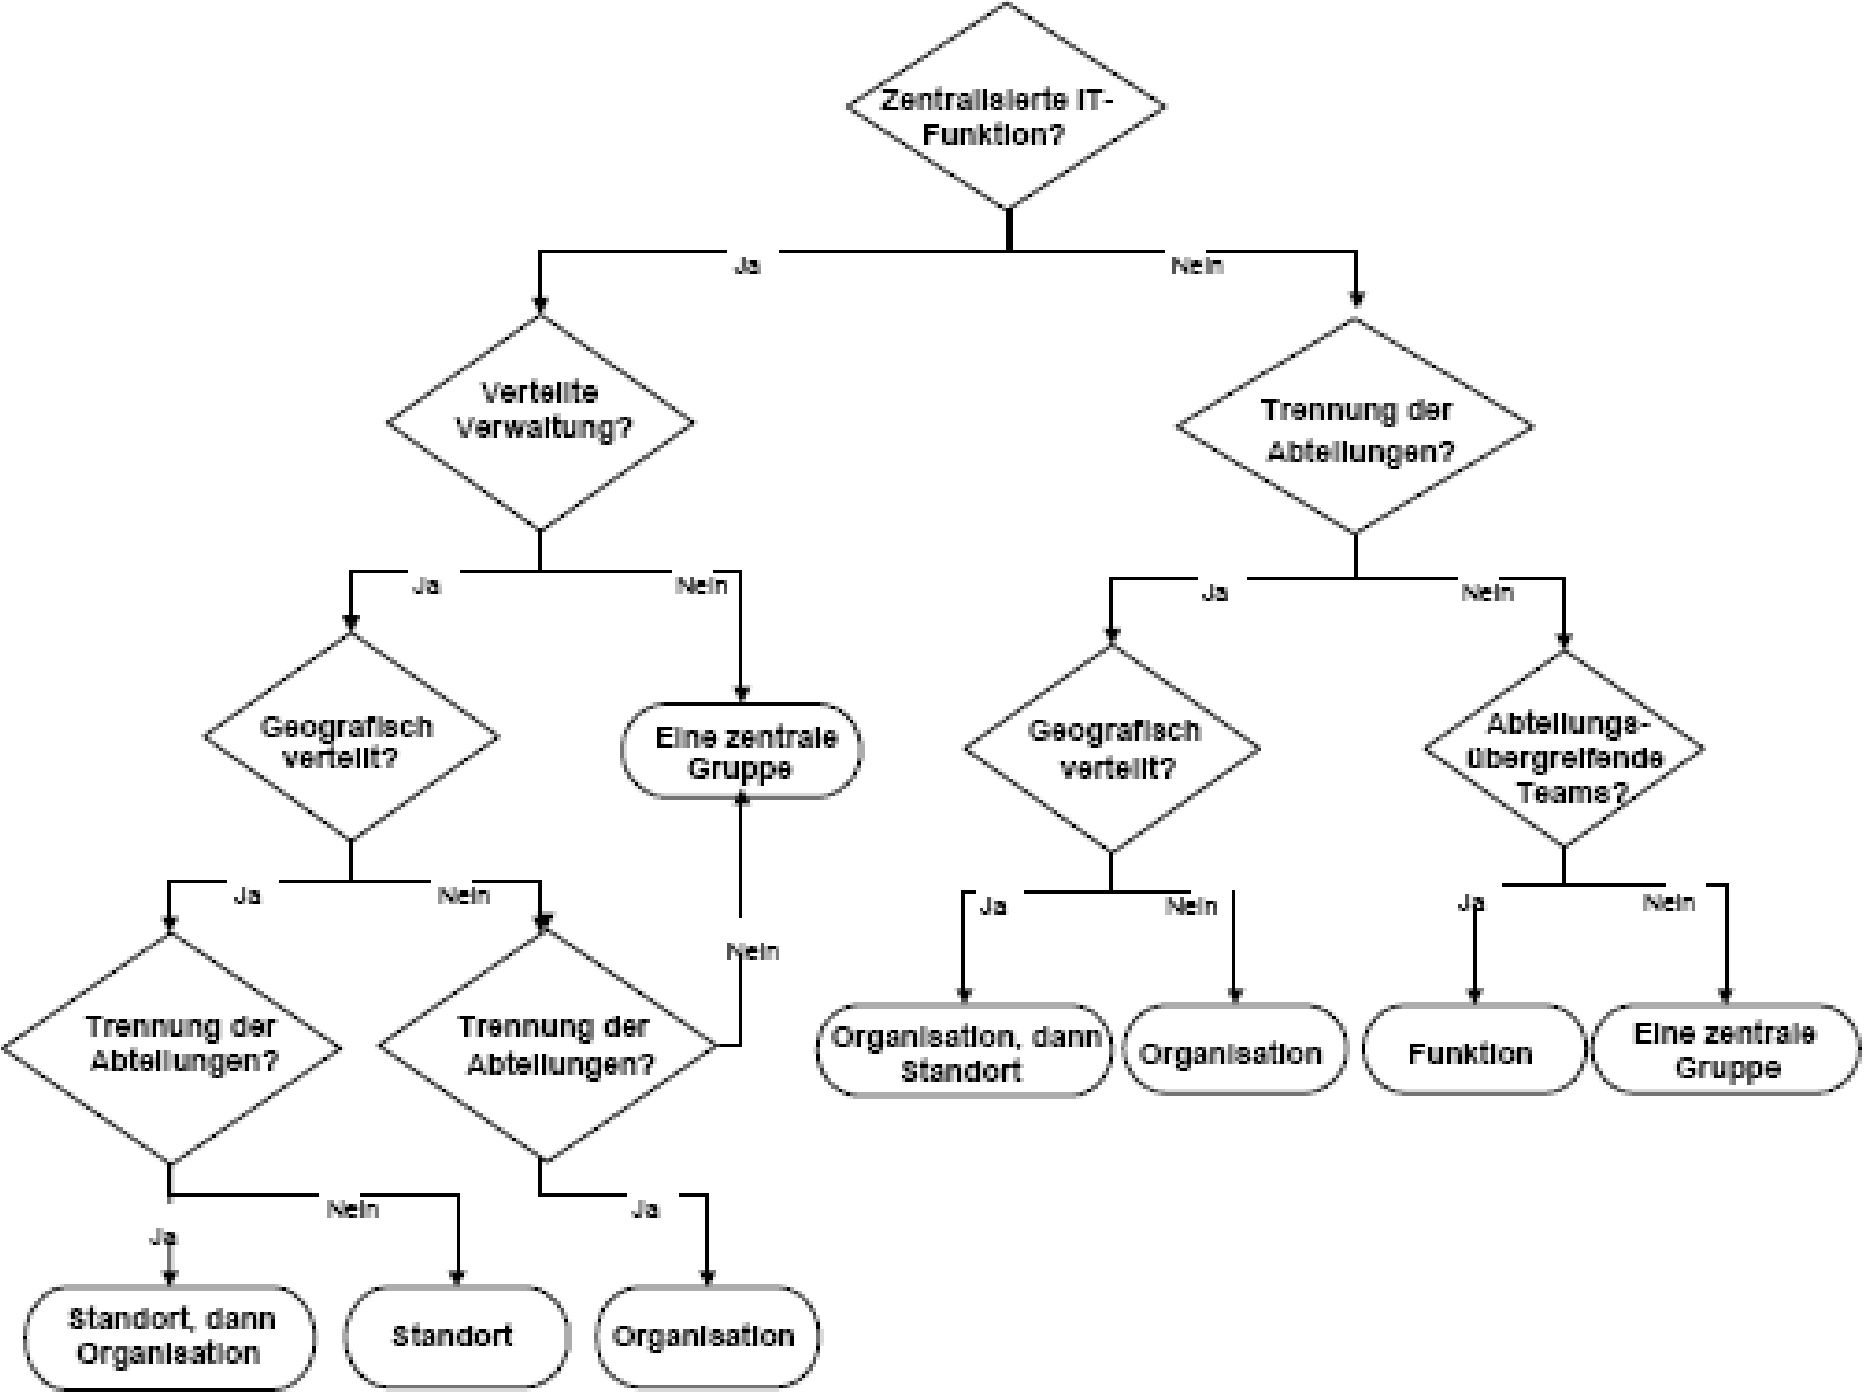 Zentralisierte IT-
Funktion?
Ja
Nein
Verteilte
Verwaltung?
Trennung der
Abteilungen?
Ja
Nein
Ja
Nein
Geografisch
verteilt?
Eine zentrale
Gruppe
Geografisch
verteilt?
Abteilungs-
übergreifende
Teams?
Ja
Nein
Ja
Nein
Ja
Nein
Nein
Trennung der
Abteilungen?
Trennung der
Abteilungen?
Organisation, dann
Standort
Organisation
Funktion
Eine zentrale
Gruppe
Ja
Nein
Ja
Standort, dann
Organisation
Standort
Organisation